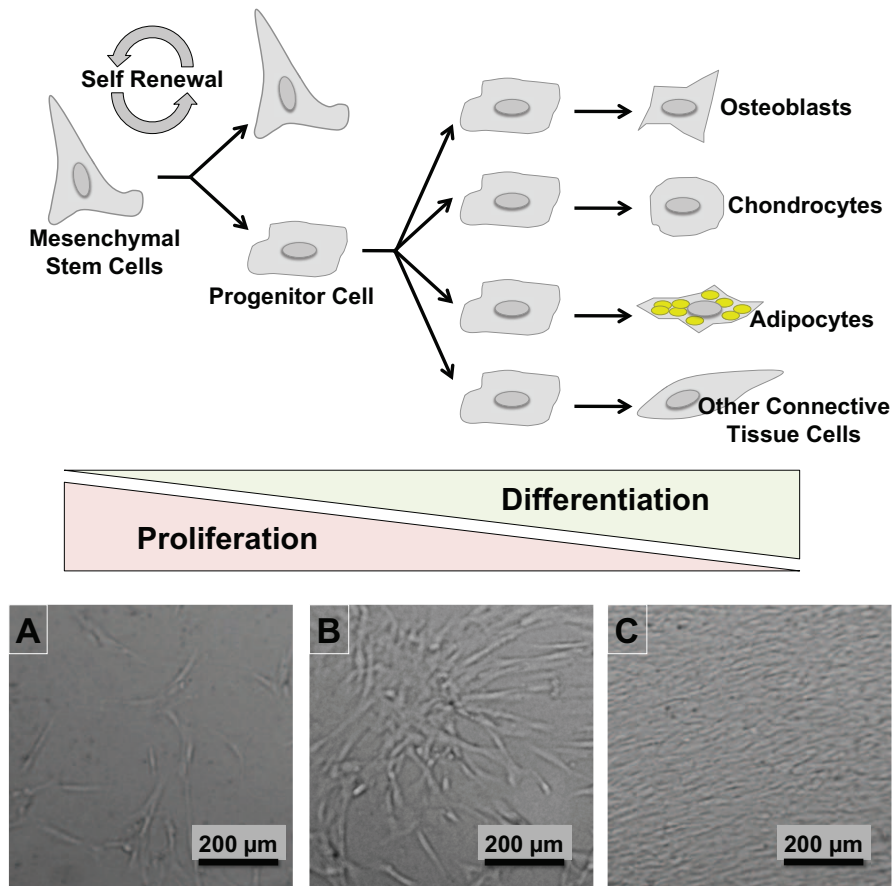 Self Renewal
Mesenchymal
Stem Cells
Progenitor Cell
Osteoblasts
Chondrocytes
Adipocytes
Other Connective
Tissue Cells
Differentiation
Proliferation
A
200 µm
B
200 µm
C
200 µm